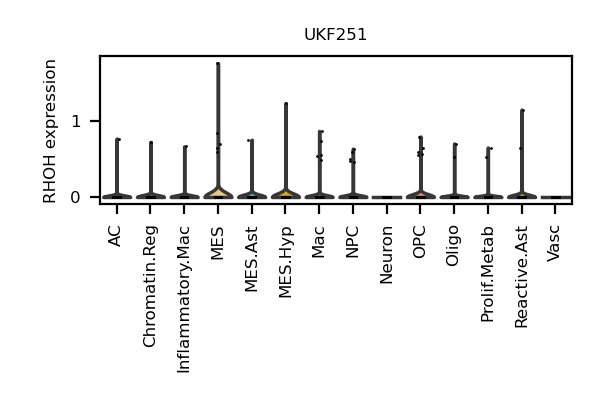 UKF251
RHOH expression
1
0
AC
Chromatin.Reg
Inflammatory.Mac
MES
MES.Ast
MES.Hyp
Mac
NPC
Neuron
OPC
Oligo
Prolif.Metab
Reactive.Ast
Vasc